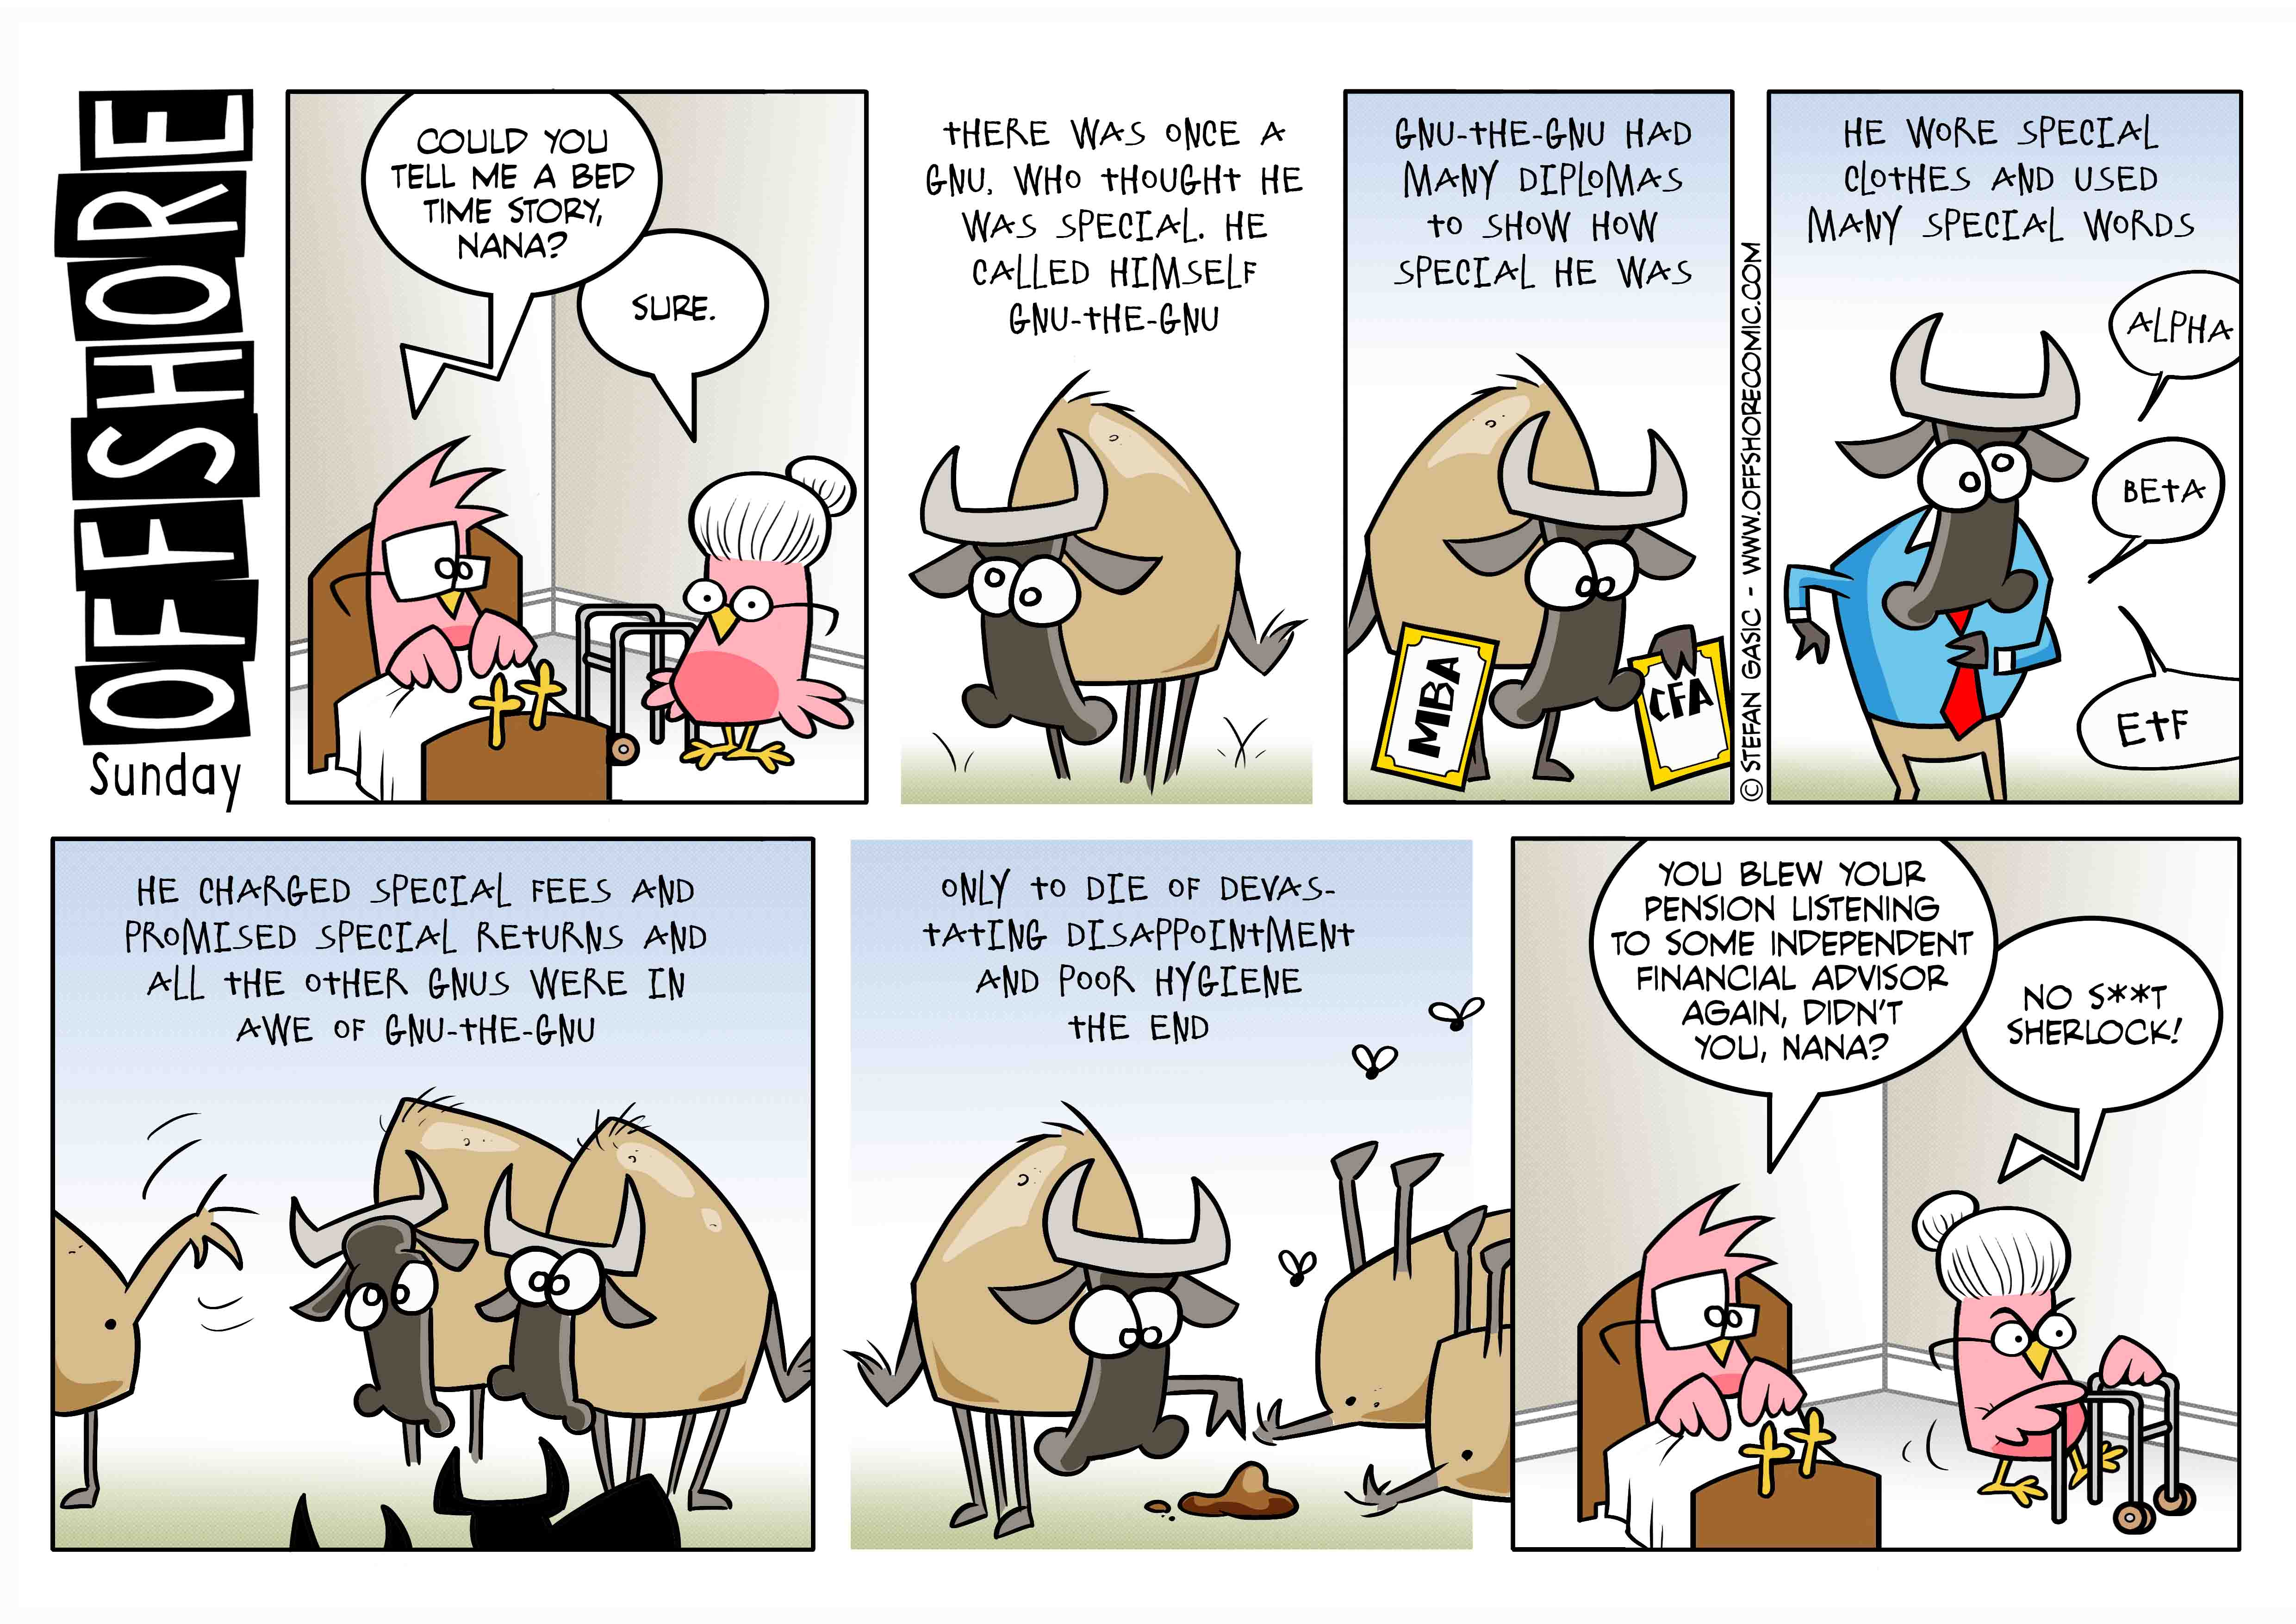 OFFSHORE
Sunday
COULD YOU
TELL ME A BED
TIME STORY,
NANA?
SURE.
THERE WAS ONCE A
GNU, WHO THOUGHT HE
WAS SPECIAL. HE
CALLED HIMSELF
GNU-THE-GNU
GNU-THE-GNU HAD
MANY DIPLOMAS
TO SHOW HOW
SPECIAL HE WAS
MBA
CFA
© STEFAN GASIC - WWW.OFFSHORECOMIC.COM
HE WORE SPECIAL
CLOTHES AND USED
MANY SPECIAL WORDS
ALPHA
BETA
ETF
HE CHARGED SPECIAL FEES AND
PROMISED SPECIAL RETURNS AND
ALL THE OTHER GNUS WERE IN
AWE OF GNU-THE-GNU
ONLY TO DIE OF DEVAS-
TATING DISAPPOINTMENT
AND POOR HYGIENE
THE END
YOU BLEW YOUR
PENSION LISTENING
TO SOME INDEPENDENT
FINANCIAL ADVISOR
AGAIN, DIDN'T
YOU, NANA?
NO S**T
SHERLOCK!